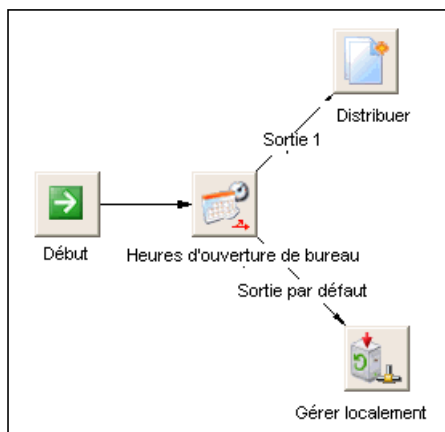 Distribuer
Sortie 1
Début
Heures d'ouverture de bureau
Sortie par défaut
Gérer localement